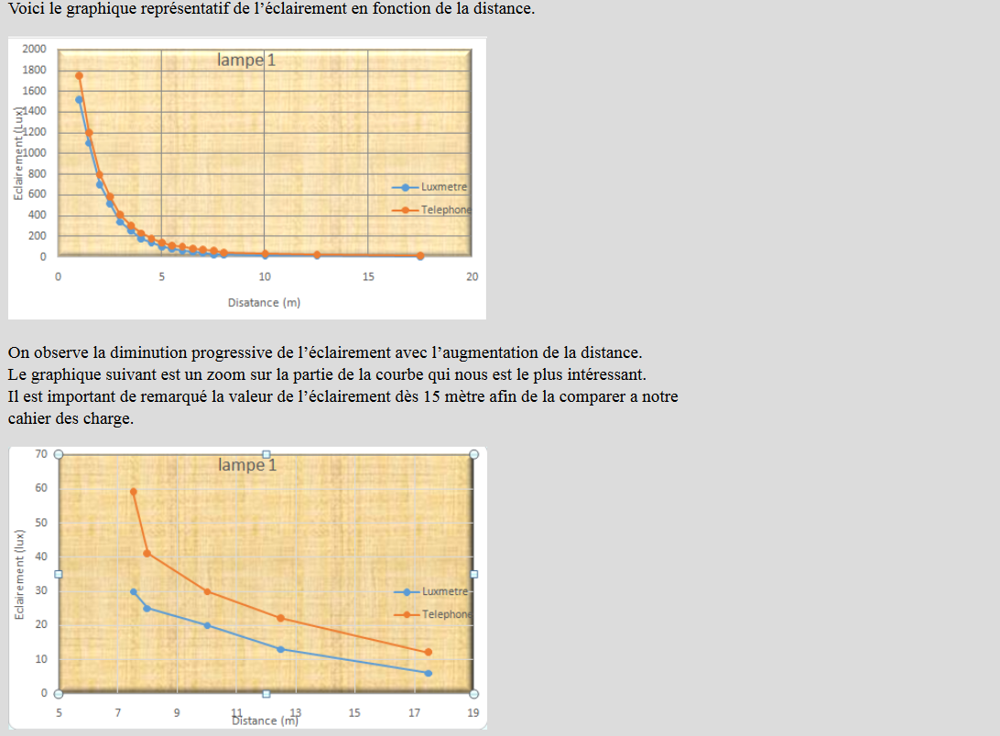 Voici le graphique représentatif de l’éclairement en fonction de la distance.
lampe 1
2000
1800
1600
1400
1200
1000
800
600
400
200
0
Eclairement (Lux)
Luxmetre
Telephone
0 5 10 15 20
Disatance (m)
On observe la diminution progressive de l’éclairement avec l’augmentation de la distance.
Le graphique suivant est un zoom sur la partie de la courbe qui nous est le plus intéressant.
Il est important de remarqué la valeur de l’éclairement dès 15 mètre afin de la comparer a notre
cahier des charge.
lampe 1
70
60
50
40
30
20
10
0
Eclairement (lux)
Luxmetre
Telephone
5 7 9 11 13 15 17 19
Distance (m)